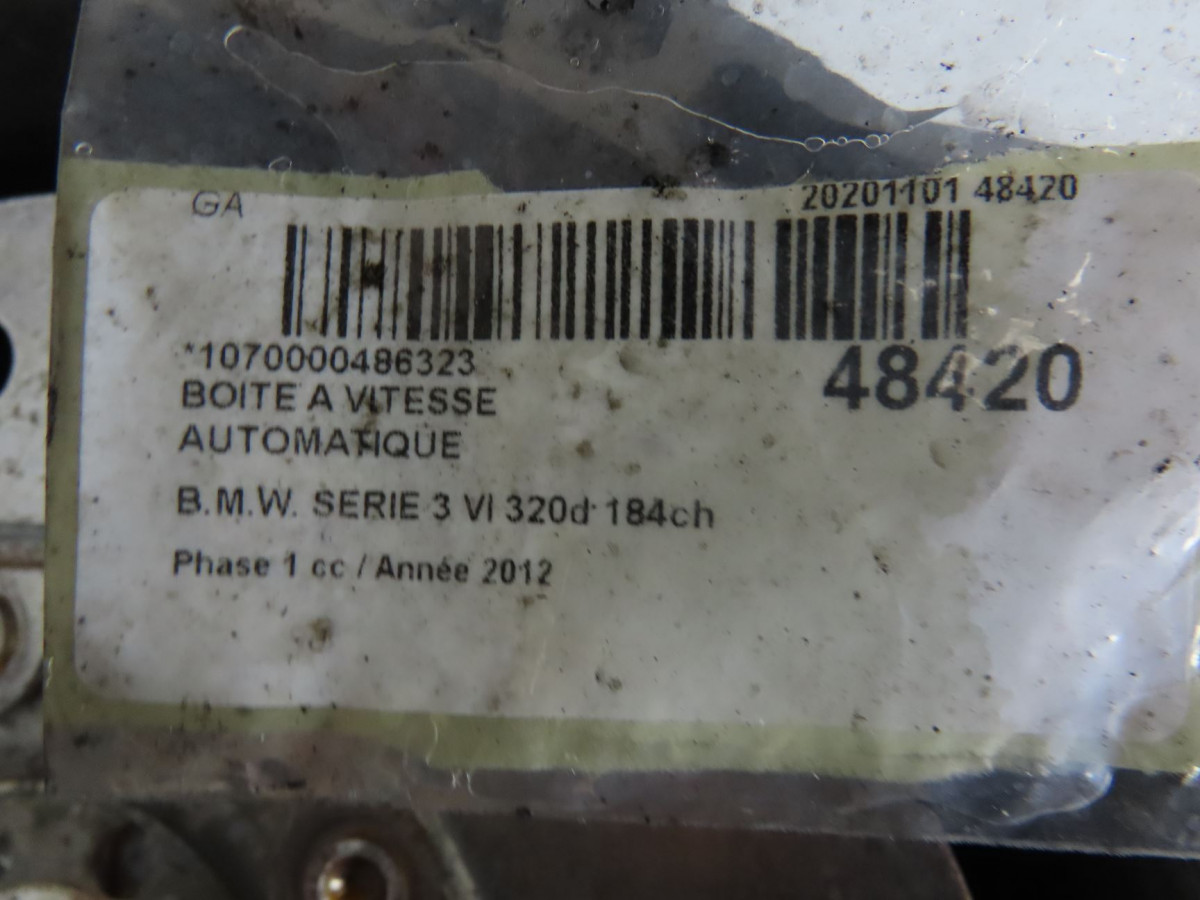 GA 20201101 48420
*1070000486323
48420
BOITE A VITESSE
AUTOMATIQUE
B.M.W. SERIE 3 VI 320d 184ch
Phase 1 cc / Année 2012